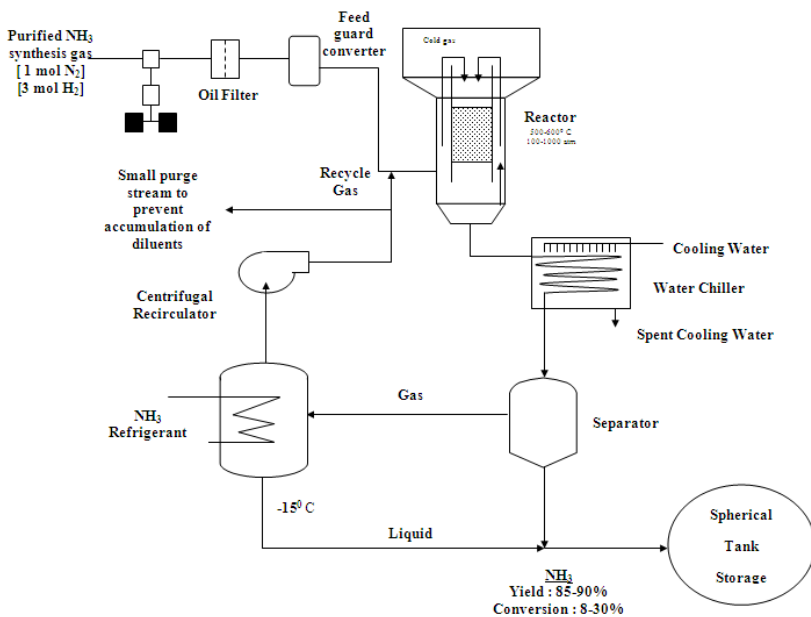 Purified NH₃
synthesis gas
[ 1 mol N₂]
[3 mol H₂]
Oil Filter
Feed
guard
converter
Cold gas
Reactor
500-600⁰ C
100-1000 atm
Recycle
Gas
Small purge
stream to
prevent
accumulation of
diluents
Centrifugal
Recirculator
Cooling Water
Water Chiller
Spent Cooling Water
Gas
NH₃
Refrigerant
Separator
-15⁰ C
Liquid
Spherical
Tank
Storage
NH₃
Yield : 85-90%
Conversion : 8-30%